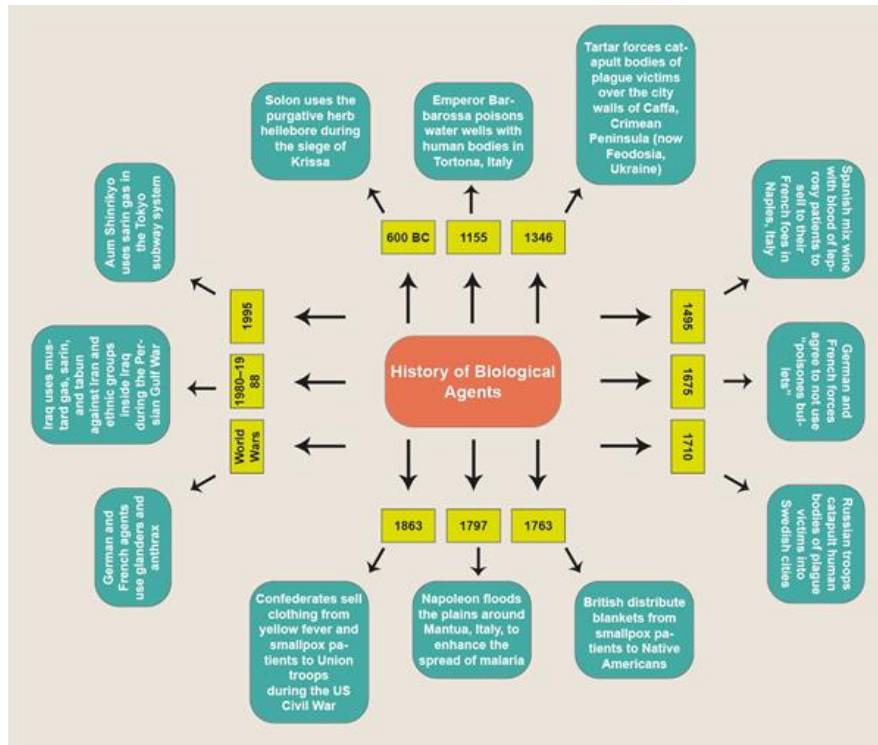 History of Biological
Agents
600 BC
Solon uses the
purgative herb
hellebore during
the siege of
Krissa
1155
Emperor Bar-
barossa poisons
water wells with
human bodies in
Tortona, Italy
1346
Tartar forces cat-
apult bodies of
plague victims
over the city
walls of Caffa,
Crimean
Peninsula (now
Feodosia,
Ukraine)
1495
Spanish mix wine
with blood of lep-
rosy patients to
sell to their
French foes in
Naples, Italy
1675
German and
French forces
agree to not use
"poisones bul-
lets"
1710
Russian troops
catapult human
bodies of plague
victims into
Swedish cities
1763
British distribute
blankets from
smallpox pa-
tients to Native
Americans
1797
Napoleon floods
the plains around
Mantua, Italy, to
enhance the
spread of malaria
1863
Confederates sell
clothing from
yellow fever and
smallpox pa-
tients to Union
troops
during the US
Civil War
World
Wars
German and
French agents
use glanders and
anthrax
1980–19
88
Iraq uses mus-
tard gas, sarin,
and tabun
against Iran and
ethnic groups
inside Iraq
during the Per-
sian Gulf War
1995
Aum Shinrikyo
uses sarin gas in
the Tokyo
subway system